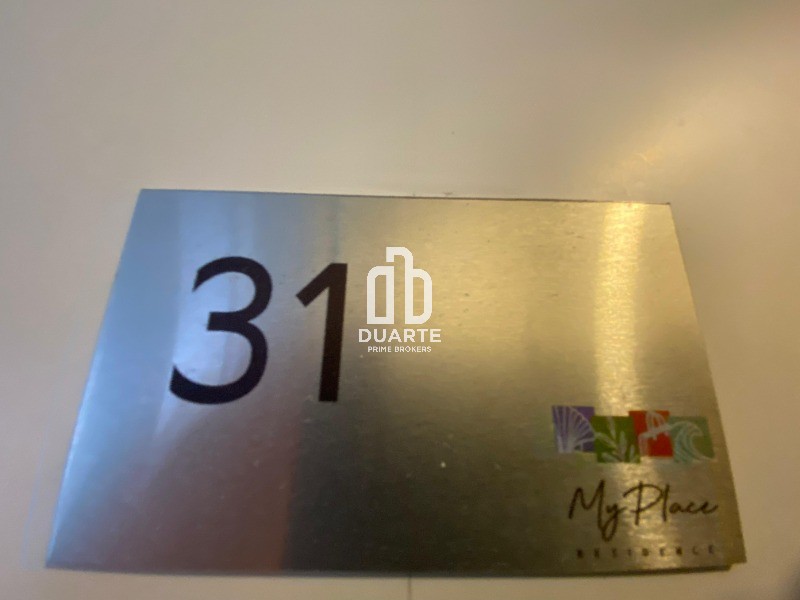 31
DUARTE
PRIME BROKERS
My Place
RESIDENCE